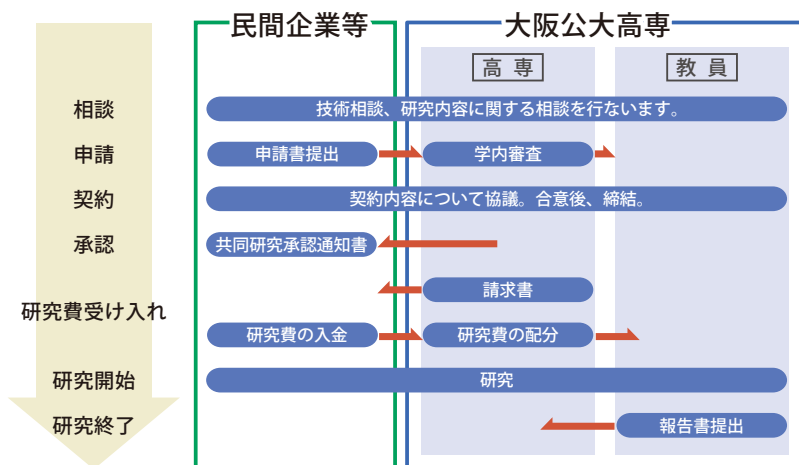 民間企業等
大阪公大高専
高 専
教 員
相談
技術相談、研究内容に関する相談を行ないます。
申請
申請書提出
学内審査
契約
契約内容について協議。合意後、締結。
承認
共同研究承認通知書
請求書
研究費受け入れ
研究費の入金
研究費の配分
研究開始
研究
研究終了
報告書提出